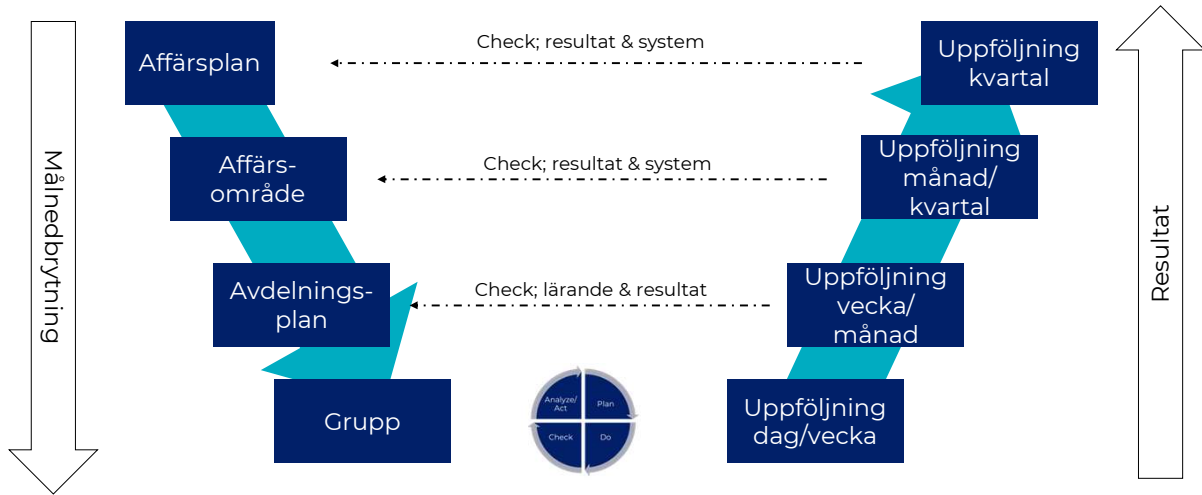 Affärsplan
Check; resultat & system
Uppföljning
kvartal
Affärs-
område
Check; resultat & system
Uppföljning
månad/
kvartal
Målnedbrytning
Resultat
Avdelnings-
plan
Check; lärande & resultat
Uppföljning
vecka/
månad
Grupp
Analyze/
Act
Plan
Check
Do
Uppföljning
dag/vecka